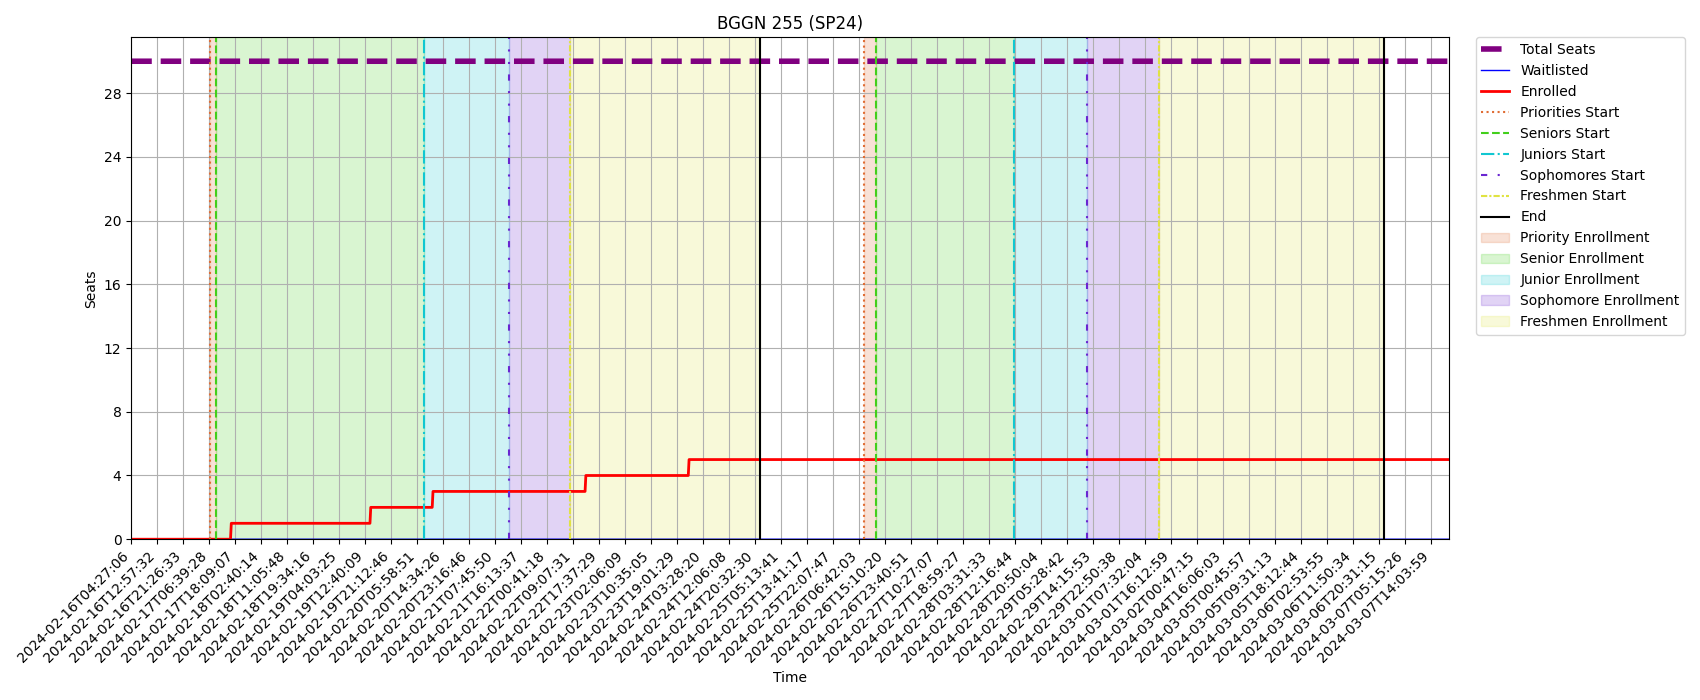 BGGN 255 (SP24)
Total Seats
Waitlisted
Enrolled
Priorities Start
Seniors Start
Juniors Start
Sophomores Start
Freshmen Start
End
Priority Enrollment
Senior Enrollment
Junior Enrollment
Sophomore Enrollment
Freshmen Enrollment
Seats
28
24
20
16
12
8
4
0
2024-02-16T04:27:06
2024-02-16T12:57:32
2024-02-16T21:26:33
2024-02-17T06:39:28
2024-02-17T18:09:07
2024-02-18T02:40:14
2024-02-18T11:05:48
2024-02-18T19:34:16
2024-02-19T04:03:25
2024-02-19T12:40:09
2024-02-19T21:12:46
2024-02-20T05:58:51
2024-02-20T14:34:26
2024-02-20T23:16:46
2024-02-21T07:45:50
2024-02-21T16:13:37
2024-02-22T00:41:18
2024-02-22T09:07:31
2024-02-22T17:37:29
2024-02-23T02:06:09
2024-02-23T10:35:05
2024-02-23T19:01:29
2024-02-24T03:28:20
2024-02-24T12:06:08
2024-02-24T20:32:30
2024-02-25T05:13:41
2024-02-25T13:41:17
2024-02-25T22:07:47
2024-02-26T06:42:03
2024-02-26T15:10:20
2024-02-26T23:40:51
2024-02-27T10:27:07
2024-02-27T18:59:27
2024-02-28T03:31:33
2024-02-28T12:16:44
2024-02-28T20:50:04
2024-02-29T05:28:42
2024-02-29T14:15:53
2024-02-29T22:50:38
2024-03-01T07:32:04
2024-03-01T16:12:59
2024-03-02T00:47:15
2024-03-04T16:06:03
2024-03-05T00:45:57
2024-03-05T09:31:13
2024-03-05T18:12:44
2024-03-06T02:53:55
2024-03-06T11:50:34
2024-03-06T20:31:15
2024-03-07T05:15:26
2024-03-07T14:03:59
Time